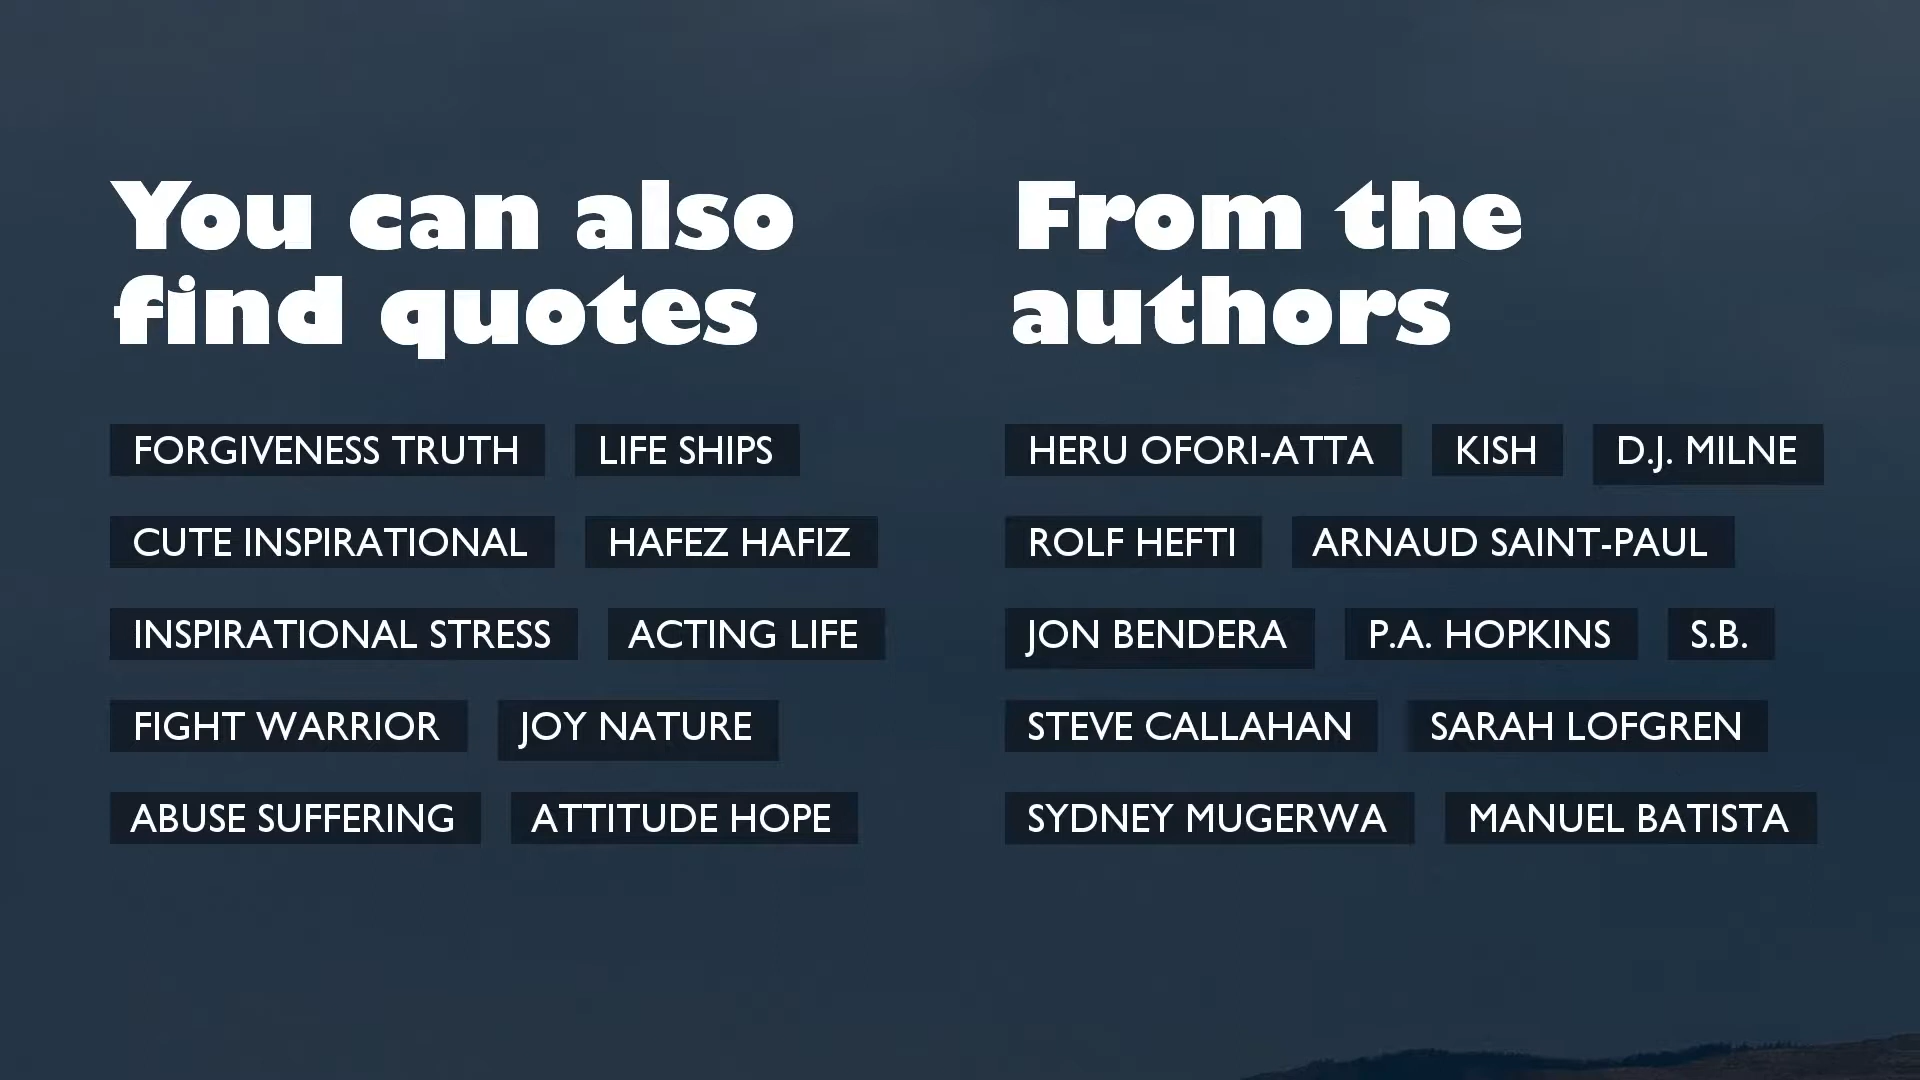 You can also
find quotes
FORGIVENESS TRUTH
LIFE SHIPS
CUTE INSPIRATIONAL
HAFEZ HAFIZ
INSPIRATIONAL STRESS
ACTING LIFE
FIGHT WARRIOR
JOY NATURE
ABUSE SUFFERING
ATTITUDE HOPE
From the
authors
HERU OFORI-ATTA
KISH
D.J. MILNE
ROLF HEFTI
ARNAUD SAINT-PAUL
JON BENDERA
P.A. HOPKINS
S.B.
STEVE CALLAHAN
SARAH LOFGREN
SYDNEY MUGERWA
MANUEL BATISTA